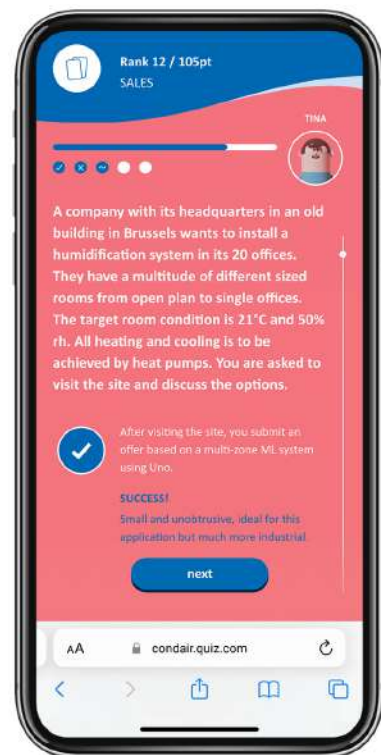 Rank 12 / 105pt
SALES
TINA
A company with its headquarters in an old
building in Brussels wants to install a
humidification system in its 20 offices.
They have a multitude of different sized
rooms from open plan to single offices.
The target room condition is 21°C and 50%
rh. All heating and cooling is to be
achieved by heat pumps. You are asked to
visit the site and discuss the options.
After visiting the site, you submit an
offer based on a multi-zone ML system
using Uno.
SUCCESS!
Small and unobtrusive, ideal for this
application but much more industrial.
next
AA condair.quiz.com